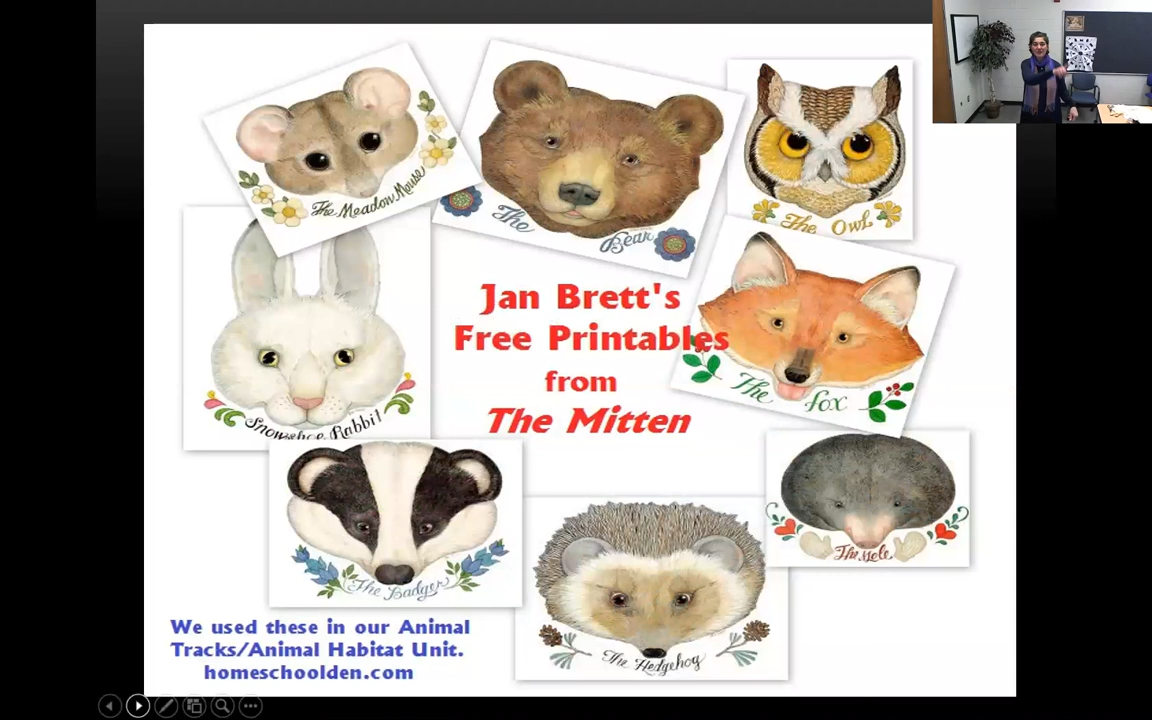 The Meadow Mouse
The
Bear
The Owl
Jan Brett's
Free Printables
from
The Mitten
The fox
Snowshoe Rabbit
The Mole
The Badger
The Hedgehog
We used these in our Animal
Tracks/Animal Habitat Unit.
homeschoolden.com